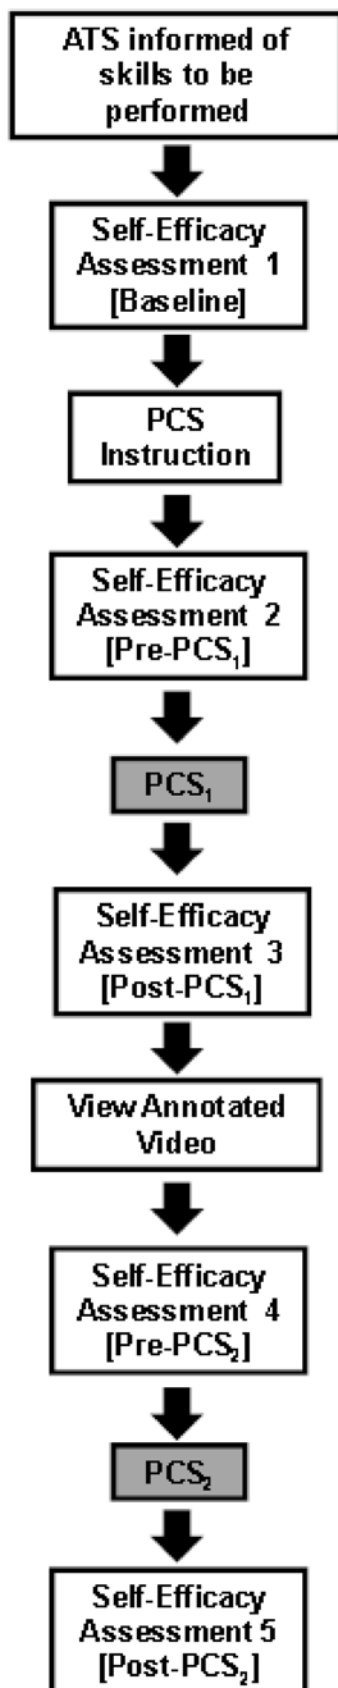 ATS informed of
skills to be
performed
Self-Efficacy
Assessment 1
[Baseline]
PCS
Instruction
Self-Efficacy
Assessment 2
[Pre-PCS₁]
PCS₁
Self-Efficacy
Assessment 3
[Post-PCS₁]
View Annotated
Video
Self-Efficacy
Assessment 4
[Pre-PCS₂]
PCS₂
Self-Efficacy
Assessment 5
[Post-PCS₂]